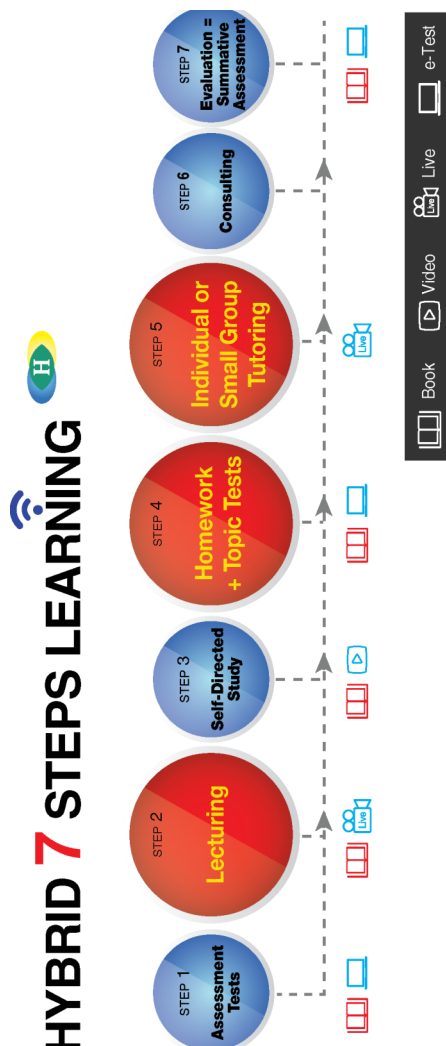 HYBRID 7 STEPS LEARNING
H
STEP 1
Assessment
Tests
STEP 2
Lecturing
STEP 3
Self-Directed
Study
STEP 4
Homework
+ Topic Tests
STEP 5
Individual or
Small Group
Tutoring
STEP 6
Consulting
STEP 7
Evaluation =
Summative
Assessment
Live
Live
Book
Video
Live
Live
e-Test